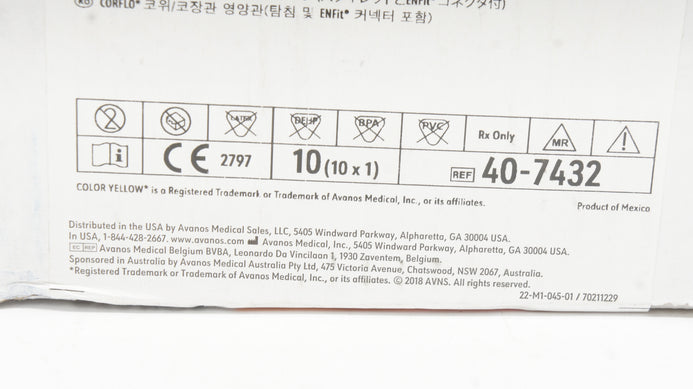 KO CORFLO* 코위/코장관 영양관(탐침 및 ENFit® 커넥터 포함)
2 LATEX DEHP BPA PVC Rx Only MR
i CE 2797 10 (10 x 1) REF 40-7432
COLOR YELLOW* is a Registered Trademark or Trademark of Avanos Medical, Inc., or its affiliates.
Product of Mexico
Distributed in the USA by Avanos Medical Sales, LLC, 5405 Windward Parkway, Alpharetta, GA 30004 USA.
In USA, 1-844-428-2667. www.avanos.com Avanos Medical, Inc., 5405 Windward Parkway, Alpharetta, GA 30004 USA.
EC REP Avanos Medical Belgium BVBA, Leonardo Da Vincilaan 1, 1930 Zaventem, Belgium.
Sponsored in Australia by Avanos Medical Australia Pty Ltd, 475 Victoria Avenue, Chatswood, NSW 2067, Australia.
*Registered Trademark or Trademark of Avanos Medical, Inc., or its affiliates. © 2018 AVNS. All rights reserved.
22-M1-045-01 / 70211229